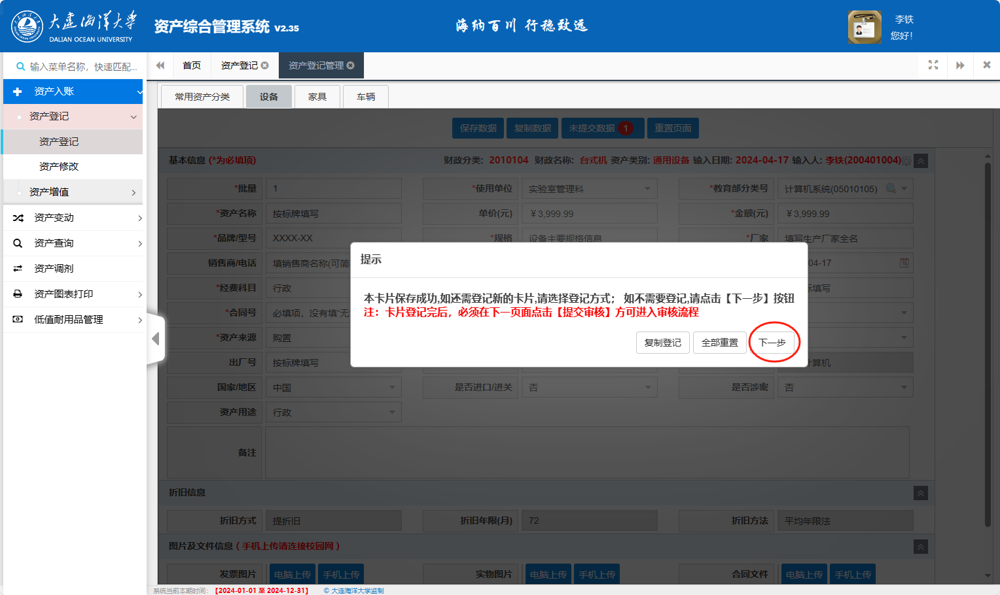 大连海洋大学
DALIAN OCEAN UNIVERSITY
资产综合管理系统 V2.35
海纳百川 行稳致远
李铁
您好!
输入菜单名称，快速匹配...
首页
资产登记
资产登记管理
资产入账
资产登记
资产登记
资产修改
资产增值
资产变动
资产查询
资产调剂
资产图表打印
低值耐用品管理
常用资产分类
设备
家具
车辆
保存数据
复制数据
未提交数据 1
重置页面
基本信息 (*为必填项)
财政分类: 2010104 财政名称: 台式机 资产类别: 通用设备 输入日期: 2024-04-17 输入人: 李铁(200401004)
*批量 1
*使用单位 实验室管理科
*教育部分类号 计算机系统(05010105)
*资产名称 按标牌填写
单价(元) ￥3,999.99
*金额(元) ￥3,999.99
*品牌/型号 XXXX-XX
*规格 设备主要规格信息
*厂家 填写生产厂家全名
销售商/电话 填销售商名称(可简
04-17
*经费科目 行政
填写
*合同号 必填项，没有填"无
*资产来源 购置
出厂号 按标牌填写
计算机
国家/地区 中国
是否进口/进关 否
是否涉密 否
资产用途 行政
备注
提示
本卡片保存成功,如还需登记新的卡片,请选择登记方式； 如不需要登记,请点击【下一步】按钮
注：卡片登记完后，必须在下一页面点击【提交审核】方可进入审核流程
复制登记
全部重置
下一步
折旧信息
折旧方式 提折旧
折旧年限(月) 72
折旧方法 平均年限法
图片及文件信息 ( 手机上传请连接校园网 )
发票图片 电脑上传 手机上传
实物图片 电脑上传 手机上传
合同文件 电脑上传 手机上传
系统当前本期时间： 【2024-01-01 至 2024-12-31】 © 大连海洋大学监制